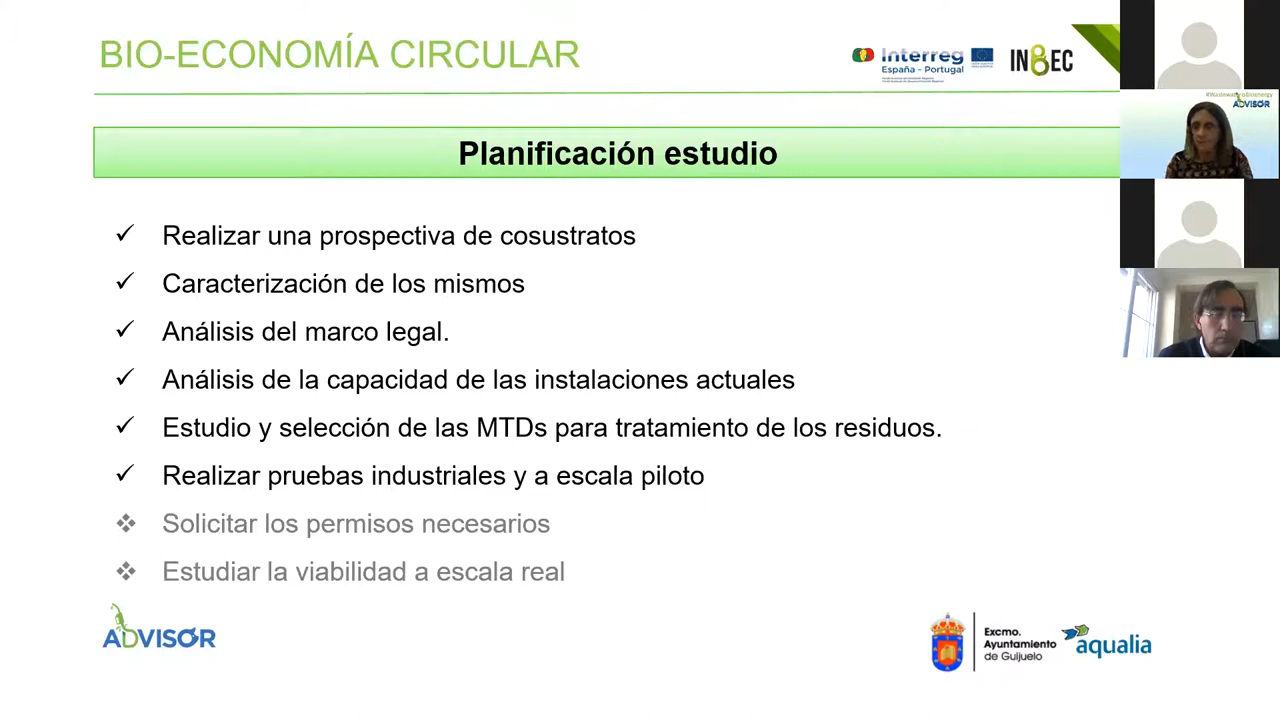 BIO-ECONOMÍA CIRCULAR
Interreg
España - Portugal
INBEC
Planificación estudio
Realizar una prospectiva de cosustratos
Caracterización de los mismos
Análisis del marco legal.
Análisis de la capacidad de las instalaciones actuales
Estudio y selección de las MTDs para tratamiento de los residuos.
Realizar pruebas industriales y a escala piloto
Solicitar los permisos necesarios
Estudiar la viabilidad a escala real
ADVISOR
Excmo.
Ayuntamiento
de Guijuelo
aqualia
ADVISOR